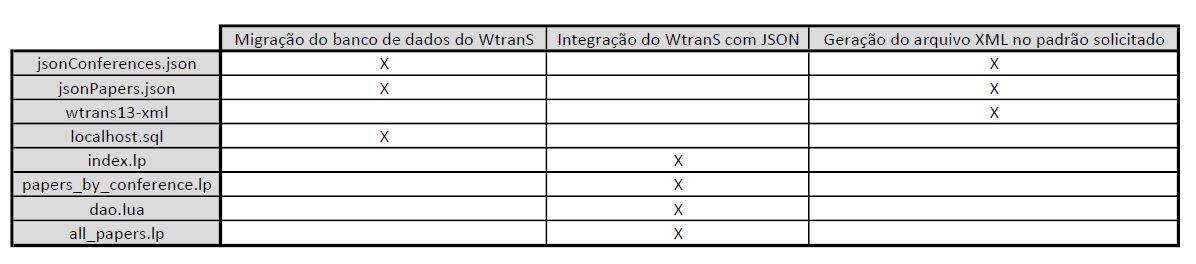 Migração do banco de dados do WtranS Integração do WtranS com JSON Geração do arquivo XML no padrão solicitado
jsonConferences.json X X
jsonPapers.json X X
wtrans13-xml X
localhost.sql X
index.lp X
papers_by_conference.lp X
dao.lua X
all_papers.lp X